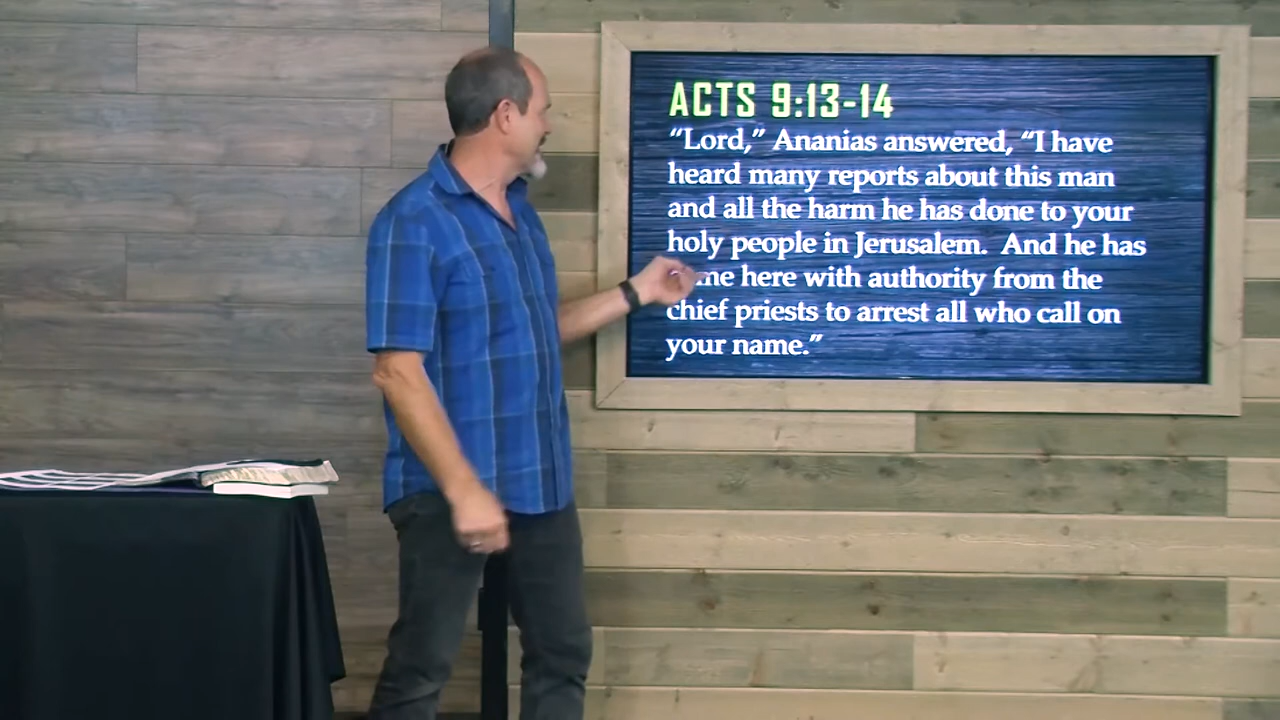 ACTS 9:13-14
“Lord,” Ananias answered, “I have
heard many reports about this man
and all the harm he has done to your
holy people in Jerusalem.  And he has
me here with authority from the
chief priests to arrest all who call on
your name.”